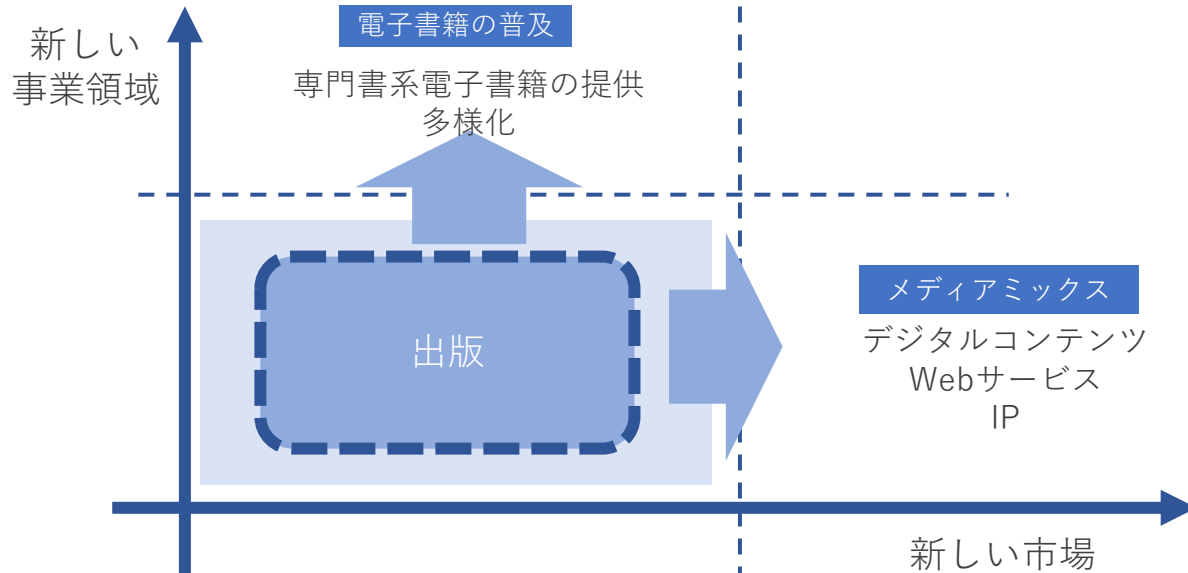 新しい
事業領域
電子書籍の普及
専門書系電子書籍の提供
多様化
出版
メディアミックス
デジタルコンテンツ
Webサービス
IP
新しい市場